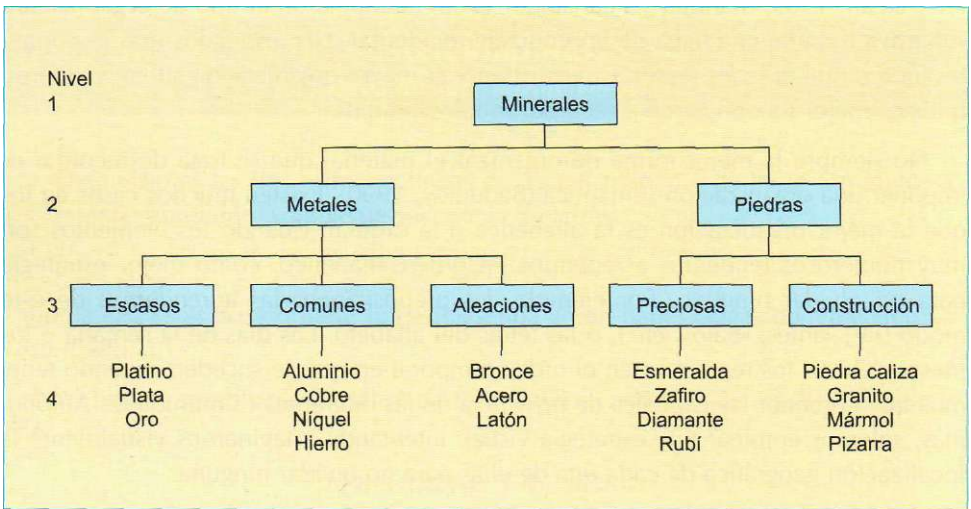 Nivel
1
Minerales
2
Metales
Piedras
3
Escasos
Comunes
Aleaciones
Preciosas
Construcción
4
Platino
Plata
Oro
Aluminio
Cobre
Níquel
Hierro
Bronce
Acero
Latón
Esmeralda
Zafiro
Diamante
Rubí
Piedra caliza
Granito
Mármol
Pizarra